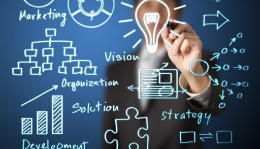 Marketing
Vision
Organization
Solution
strategy
Development